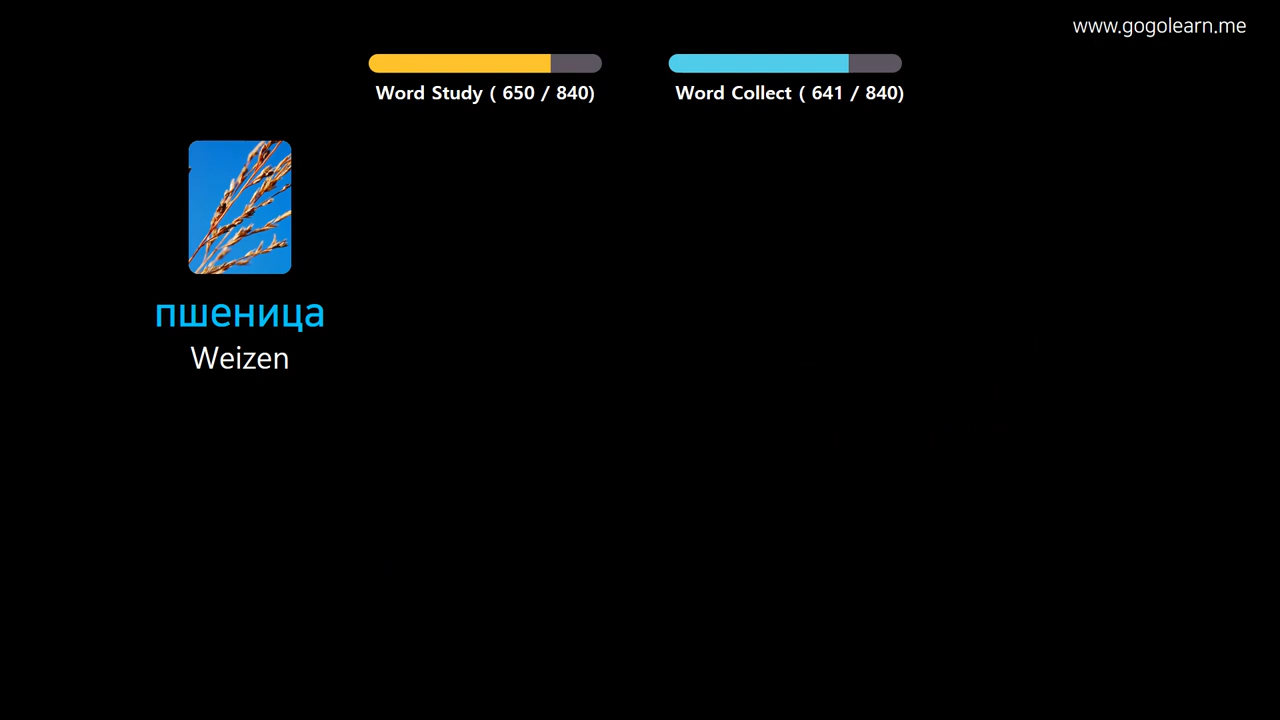 www.gogolearn.me
Word Study ( 650 / 840)
Word Collect ( 641 / 840)
пшеница
Weizen